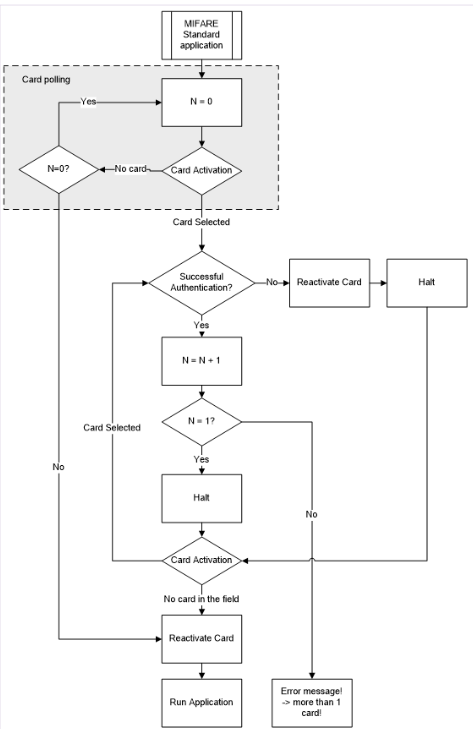 MIFARE
Standard
application
Card polling
Yes
N = 0
N=0?
No card
Card Activation
Card Selected
Successful
Authentication?
No
Reactivate Card
Halt
Yes
N = N + 1
N = 1?
Card Selected
Yes
No
Halt
No
Card Activation
No card in the field
Reactivate Card
Run Application
Error message!
-> more than 1
card!